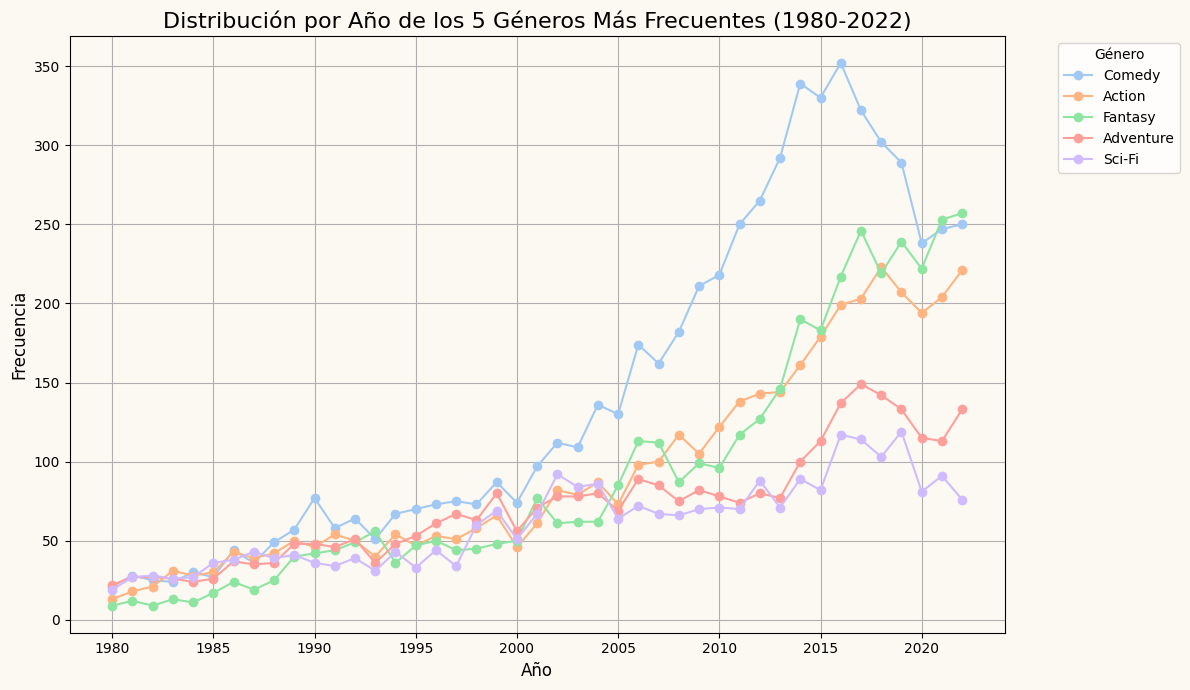 Distribución por Año de los 5 Géneros Más Frecuentes (1980-2022)
Género
Comedy
Action
Fantasy
Adventure
Sci-Fi
Frecuencia
350
300
250
200
150
100
50
0
1980 1985 1990 1995 2000 2005 2010 2015 2020
Año